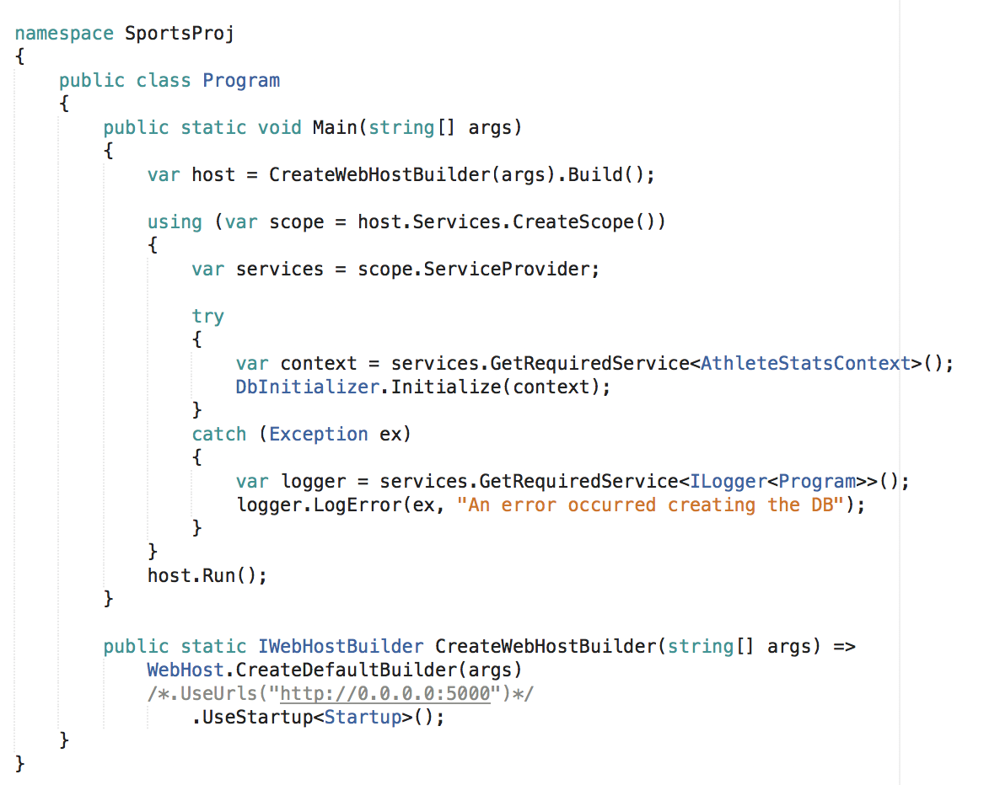 namespace SportsProj
{
    public class Program
    {
        public static void Main(string[] args)
        {
            var host = CreateWebHostBuilder(args).Build();

            using (var scope = host.Services.CreateScope())
            {
                var services = scope.ServiceProvider;

                try
                {
                    var context = services.GetRequiredService<AthleteStatsContext>();
                    DbInitializer.Initialize(context);
                }
                catch (Exception ex)
                {
                    var logger = services.GetRequiredService<ILogger<Program>>();
                    logger.LogError(ex, "An error occurred creating the DB");
                }
            }
            host.Run();
        }

        public static IWebHostBuilder CreateWebHostBuilder(string[] args) =>
            WebHost.CreateDefaultBuilder(args)
            /*.UseUrls("http://0.0.0.0:5000")*/
                .UseStartup<Startup>();
    }
}